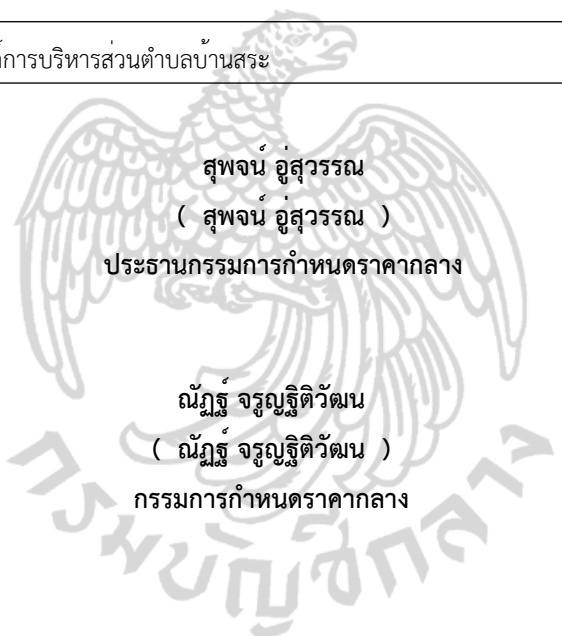 การบริหารส่วนตำบลบ้านสระ
สุพจน์ อู่สุวรรณ
( สุพจน์ อู่สุวรรณ )
ประธานกรรมการกำหนดราคากลาง
ณัฏฐ์ จรูญฐิติวัฒน
( ณัฏฐ์ จรูญฐิติวัฒน )
กรรมการกำหนดราคากลาง
กรมบัญชีกลาง